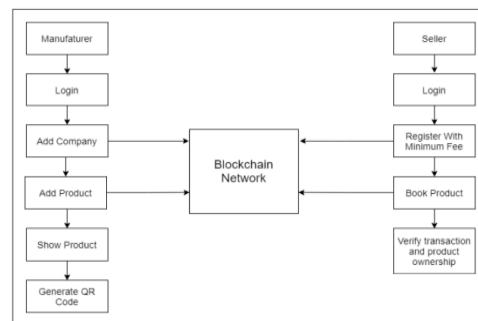 Manufaturer
Login
Add Company
Add Product
Show Product
Generate QR
Code
Blockchain
Network
Seller
Login
Register With
Minimum Fee
Book Product
Verify transaction
and product
ownership